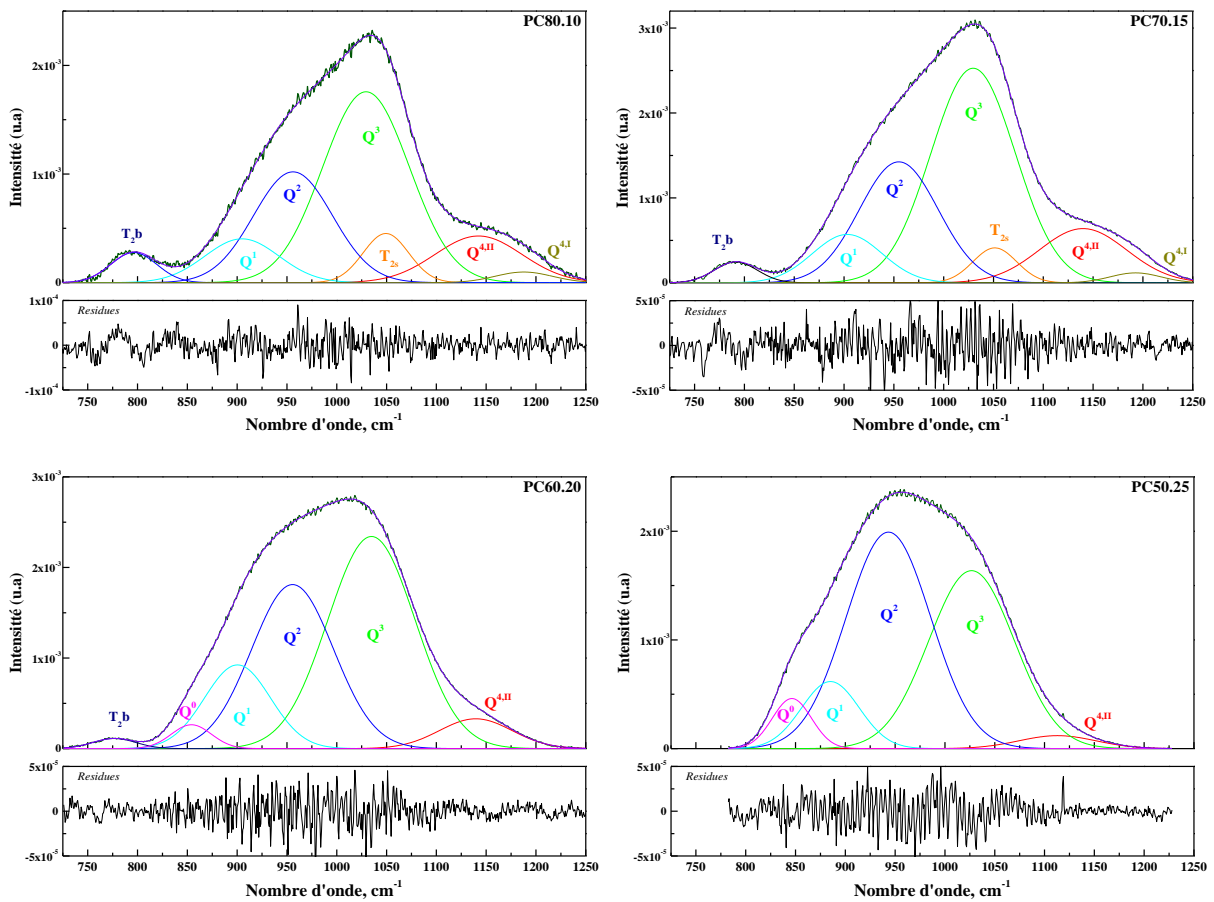 PC80.10
Intensitté (u.a)
2x10⁻³
1x10⁻³
0
T₂b
Q¹
Q²
Q³
T₂ₛ
Q⁴,ᴵᴵ
Q⁴,ᴵ
Residues
1x10⁻⁴
0
-1x10⁻⁴
750 800 850 900 950 1000 1050 1100 1150 1200 1250
Nombre d'onde, cm⁻¹
PC70.15
Intensitté (u.a)
3x10⁻³
2x10⁻³
1x10⁻³
0
T₂b
Q¹
Q²
Q³
T₂ₛ
Q⁴,ᴵᴵ
Q⁴,ᴵ
Residues
5x10⁻⁵
0
-5x10⁻⁵
750 800 850 900 950 1000 1050 1100 1150 1200 1250
Nombre d'onde, cm⁻¹
PC60.20
Intensitté (u.a)
3x10⁻³
2x10⁻³
1x10⁻³
0
T₂b
Q⁰
Q¹
Q²
Q³
Q⁴,ᴵᴵ
Residues
5x10⁻⁵
0
-5x10⁻⁵
750 800 850 900 950 1000 1050 1100 1150 1200 1250
Nombre d'onde, cm⁻¹
PC50.25
Intensitté (u.a)
2x10⁻³
1x10⁻³
0
Q⁰
Q¹
Q²
Q³
Q⁴,ᴵᴵ
Residues
5x10⁻⁵
0
-5x10⁻⁵
750 800 850 900 950 1000 1050 1100 1150 1200 1250
Nombre d'onde, cm⁻¹